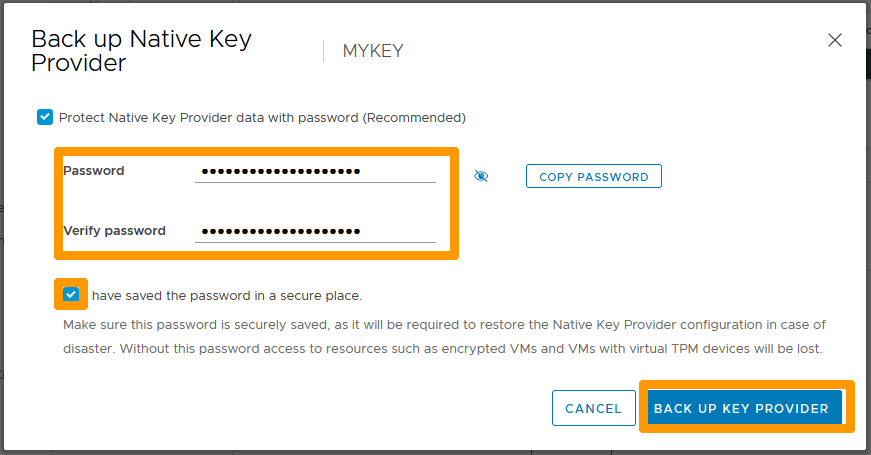 Back up Native Key
Provider
MYKEY
Protect Native Key Provider data with password (Recommended)
Password ••••••••••••••••••••
COPY PASSWORD
Verify password ••••••••••••••••••••
have saved the password in a secure place.
Make sure this password is securely saved, as it will be required to restore the Native Key Provider configuration in case of
disaster. Without this password access to resources such as encrypted VMs and VMs with virtual TPM devices will be lost.
CANCEL
BACK UP KEY PROVIDER